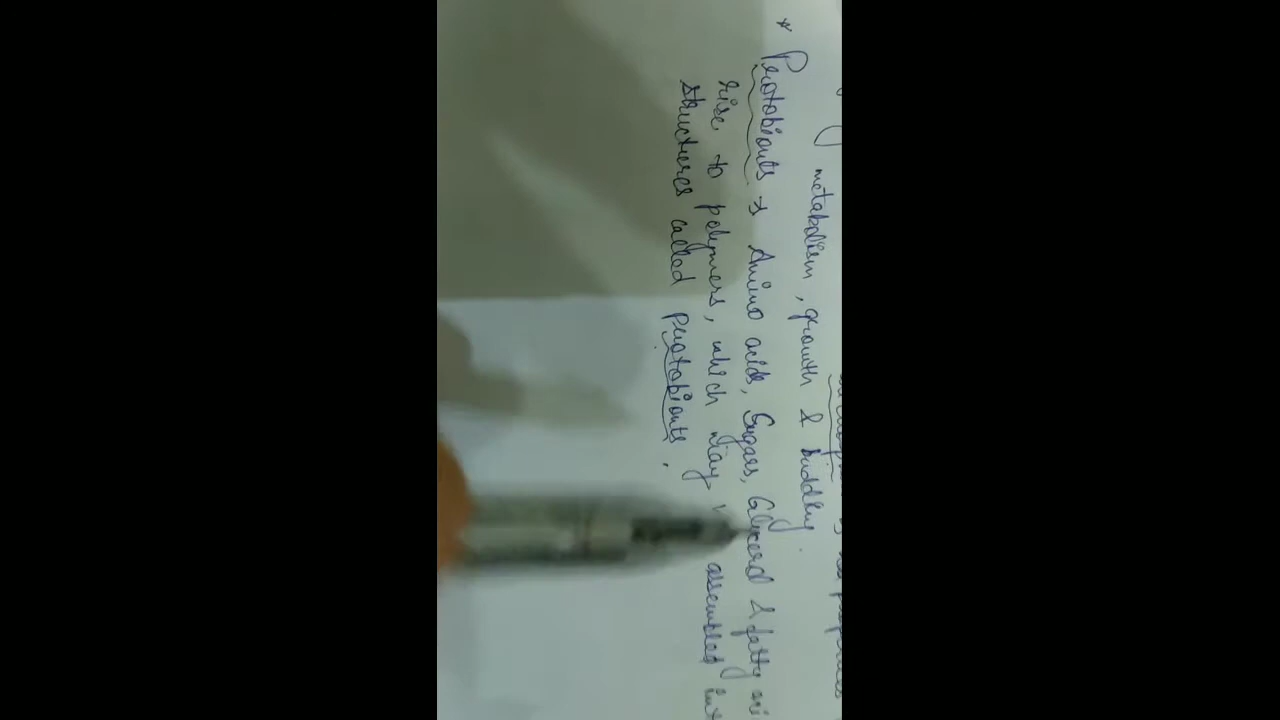 metabolism, growth & budding
* Protobionts → Amino acids, Sugars, Glycerol & fatty
rise to polymers, which may assembled
structures called protobionts.